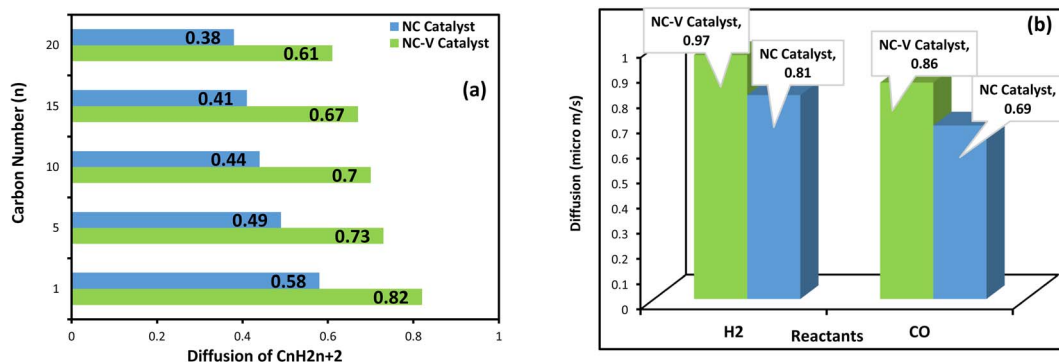 NC Catalyst
NC-V Catalyst
(a)
Carbon Number (n)
20
0.38
0.61
15
0.41
0.67
10
0.44
0.7
5
0.49
0.73
1
0.58
0.82
0 0.2 0.4 0.6 0.8 1
Diffusion of CnH2n+2
(b)
Diffusion (micro m/s)
1
0.9
0.8
0.7
0.6
0.5
0.4
0.3
0.2
0.1
0
NC-V Catalyst,
0.97
NC Catalyst,
0.81
NC-V Catalyst,
0.86
NC Catalyst,
0.69
H2 Reactants CO